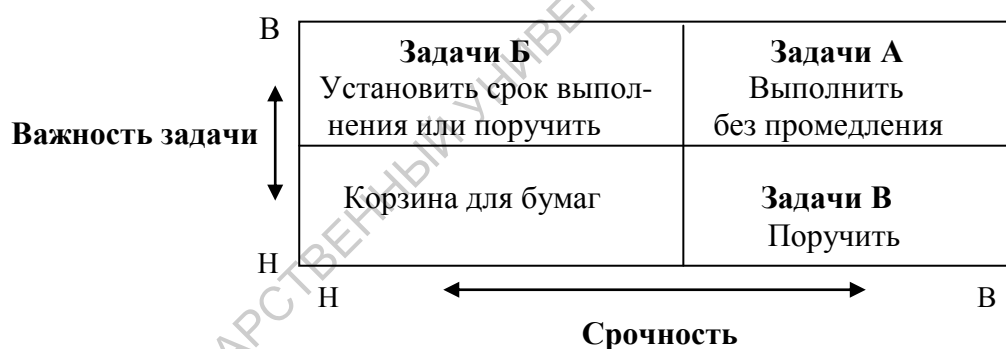 В
Задачи Б
Установить срок выпол-
нения или поручить
Задачи А
Выполнить
без промедления
Важность задачи
Корзина для бумаг
Задачи В
Поручить
Н
Н
В
Срочность